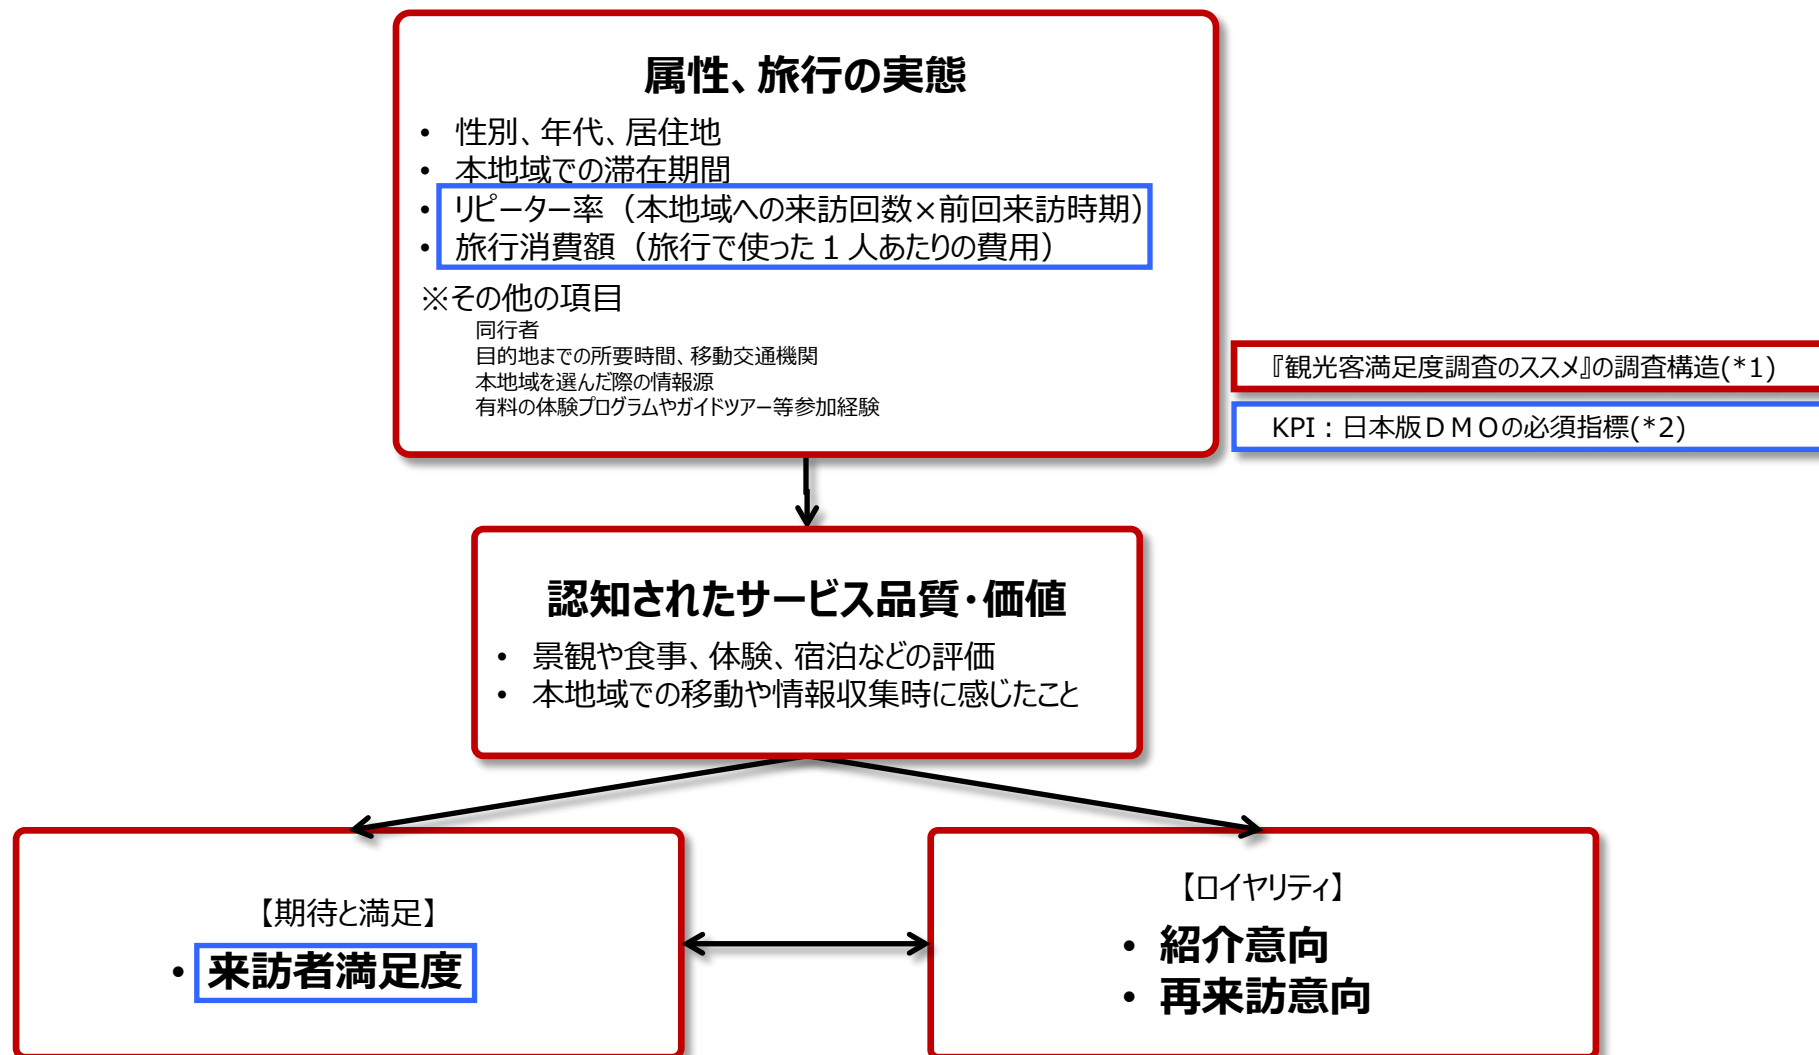 属性、旅行の実態
• 性別、年代、居住地
• 本地域での滞在期間
• リピーター率（本地域への来訪回数×前回来訪時期）
• 旅行消費額（旅行で使った１人あたりの費用）
※その他の項目
同行者
目的地までの所要時間、移動交通機関
本地域を選んだ際の情報源
有料の体験プログラムやガイドツアー等参加経験
『観光客満足度調査のススメ』の調査構造(*1)
KPI：日本版ＤＭＯの必須指標(*2)
認知されたサービス品質・価値
• 景観や食事、体験、宿泊などの評価
• 本地域での移動や情報収集時に感じたこと
【期待と満足】
• 来訪者満足度
【ロイヤリティ】
• 紹介意向
• 再来訪意向